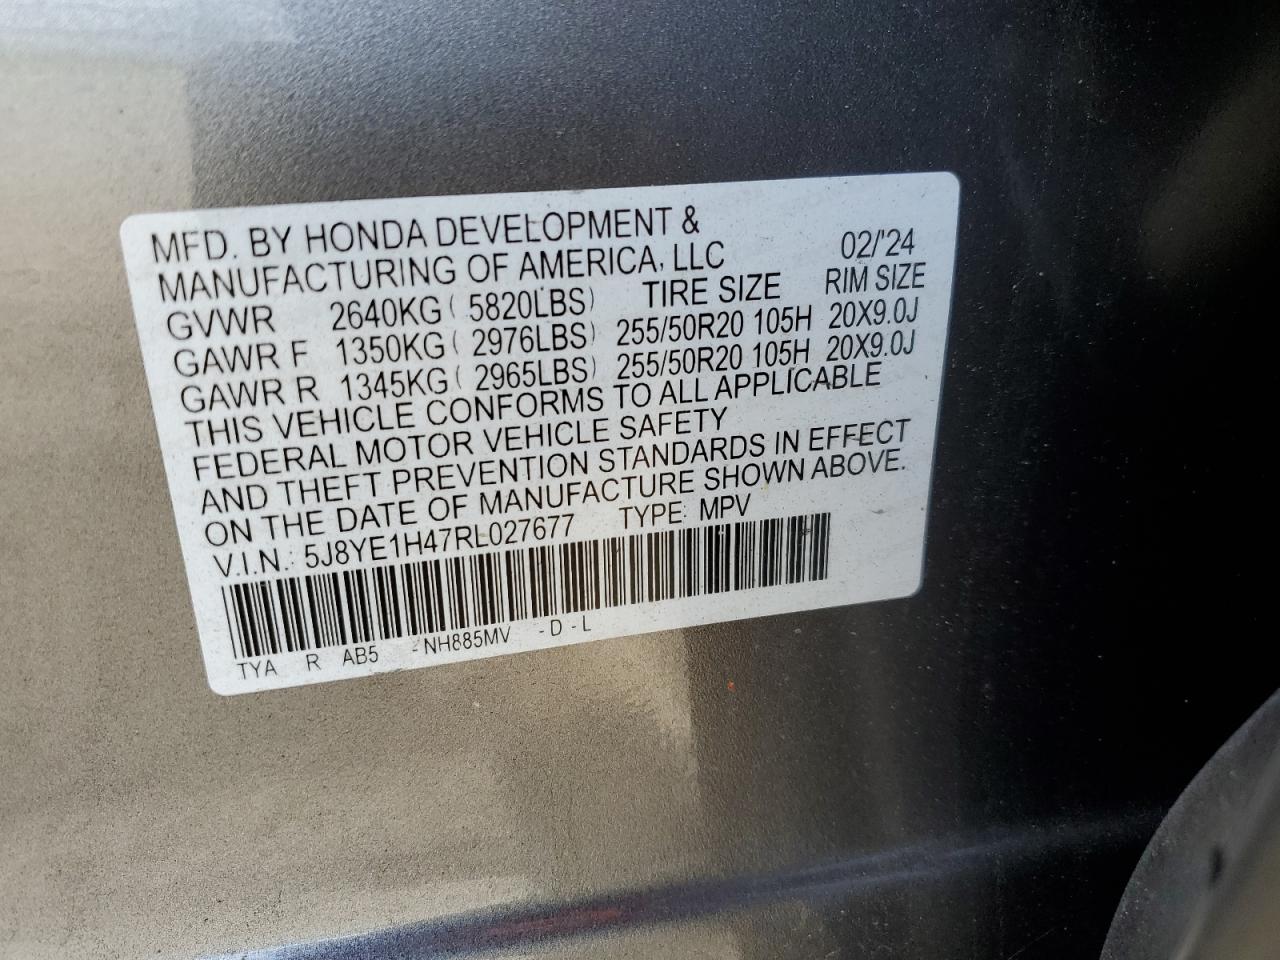 MFD. BY HONDA DEVELOPMENT &
MANUFACTURING OF AMERICA, LLC 02/'24
GVWR 2640KG ( 5820LBS) TIRE SIZE RIM SIZE
GAWR F 1350KG ( 2976LBS) 255/50R20 105H 20X9.0J
GAWR R 1345KG ( 2965LBS) 255/50R20 105H 20X9.0J
THIS VEHICLE CONFORMS TO ALL APPLICABLE
FEDERAL MOTOR VEHICLE SAFETY
AND THEFT PREVENTION STANDARDS IN EFFECT
ON THE DATE OF MANUFACTURE SHOWN ABOVE.
V.I.N.: 5J8YE1H47RL027677 TYPE: MPV
TYA R AB5 -NH885MV -D-L